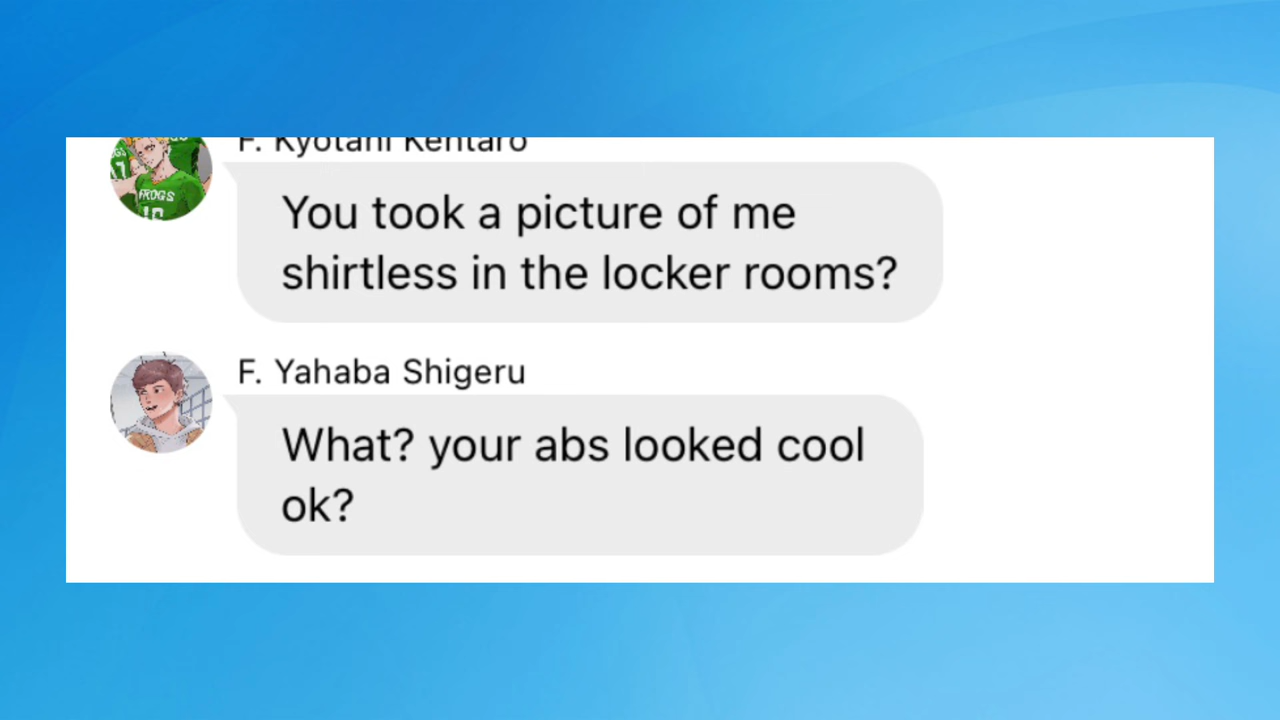 F. Kyotani Kentaro
FROGS
You took a picture of me
shirtless in the locker rooms?
F. Yahaba Shigeru
What? your abs looked cool
ok?